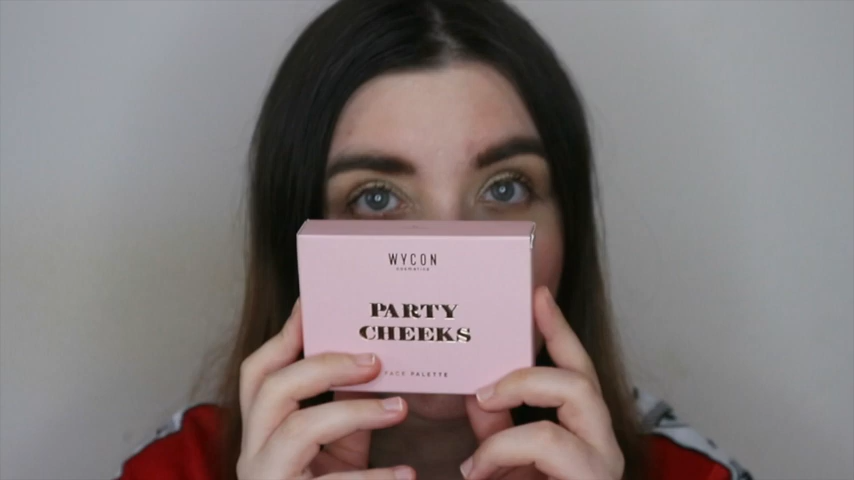 WYCON
cosmetics
PARTY
CHEEKS
FACE PALETTE